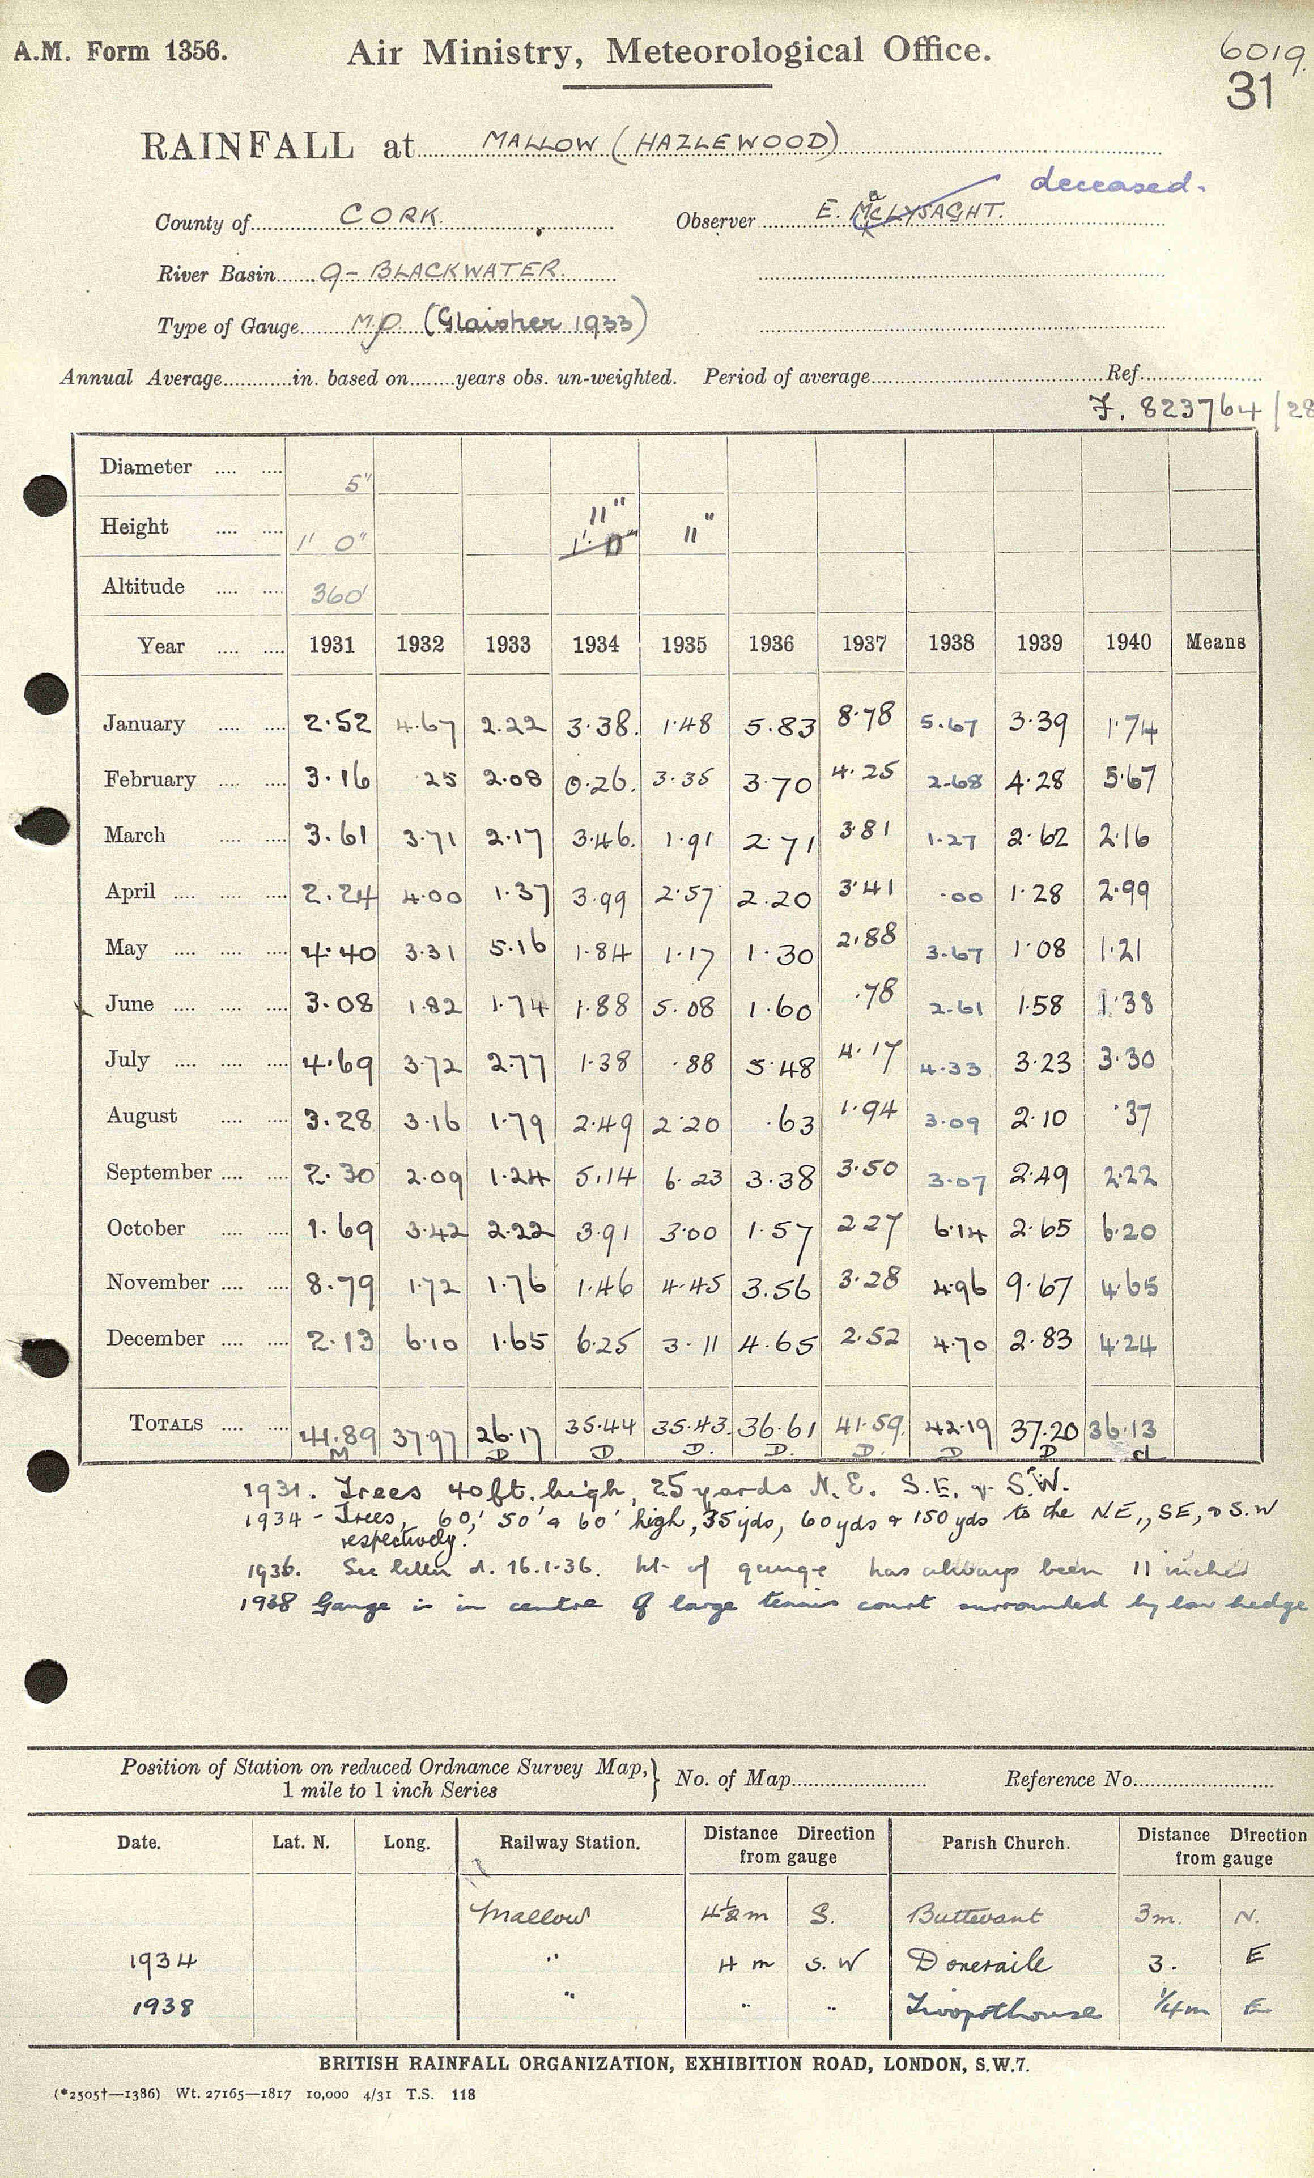 A.M. Form 1356.
Air Ministry, Meteorological Office.
6019.
31
RAINFALL at MALLOW (HAZLEWOOD)
deceased.
County of CORK. Observer E. McLYSAGHT.
River Basin 9- BLACKWATER.
Type of Gauge M.O. (Glaisher 1933)
Annual Average in. based on years obs. un-weighted. Period of average Ref.
F. 823764/28
Diameter 5"
Height 1' 0" 11" 1'. 0" 11"
Altitude 360'
Year 1931 1932 1933 1934 1935 1936 1937 1938 1939 1940 Means
January 2.52 4.67 2.22 3.38. 1.48 5.83 8.78 5.67 3.39 1.74
February 3.16 .25 2.08 0.26. 3.35 3.70 4.25 2.68 4.28 5.67
March 3.61 3.71 2.17 3.46. 1.91 2.71 3.81 1.27 2.62 2.16
April 2.24 4.00 1.37 3.99 2.57 2.20 3.41 .00 1.28 2.99
May 4.40 3.31 5.16 1.84 1.17 1.30 2.88 3.67 1.08 1.21
June 3.08 1.82 1.74 1.88 5.08 1.60 .78 2.61 1.58 1.38
July 4.69 3.72 2.77 1.38 .88 5.48 4.17 4.33 3.23 3.30
August 3.28 3.16 1.79 2.49 2.20 .63 1.94 3.09 2.10 .37
September 2.30 2.09 1.24 5.14 6.23 3.38 3.50 3.07 2.49 2.22
October 1.69 3.42 2.22 3.91 3.00 1.57 2.27 6.14 2.65 6.20
November 8.79 1.72 1.76 1.46 4.45 3.56 3.28 4.96 9.67 4.65
December 2.13 6.10 1.65 6.25 3.11 4.65 2.52 4.70 2.83 4.24
TOTALS 41.89 37.97 26.17 35.44 35.43. 36.61 41.59. 42.19 37.20 36.13
M D D. D. D. D. D D d
1931. Trees 40ft. high, 25 yards N.E. S.E. & S.W.
1934 - Trees, 60', 50' & 60' high, 35 yds, 60 yds & 150 yds to the NE., SE, & S.W
respectively.
1936. See letter d. 16.1.36. ht. of gauge has always been 11 inches
1938 Gauge is in centre of large tennis court surrounded by low hedge
Position of Station on reduced Ordnance Survey Map,
1 mile to 1 inch Series
No. of Map Reference No.
Date. Lat. N. Long. Railway Station. Distance Direction from gauge Parish Church. Distance Direction from gauge
Mallow 4½ m S. Buttevant 3m. N.
1934 " 4 m S.W Doneraile 3. E
1938 " " " Twopothouse ¼m E
BRITISH RAINFALL ORGANIZATION, EXHIBITION ROAD, LONDON, S.W.7.
(*2505†—1386) Wt. 27165—1817 10,000 4/31 T.S. 118